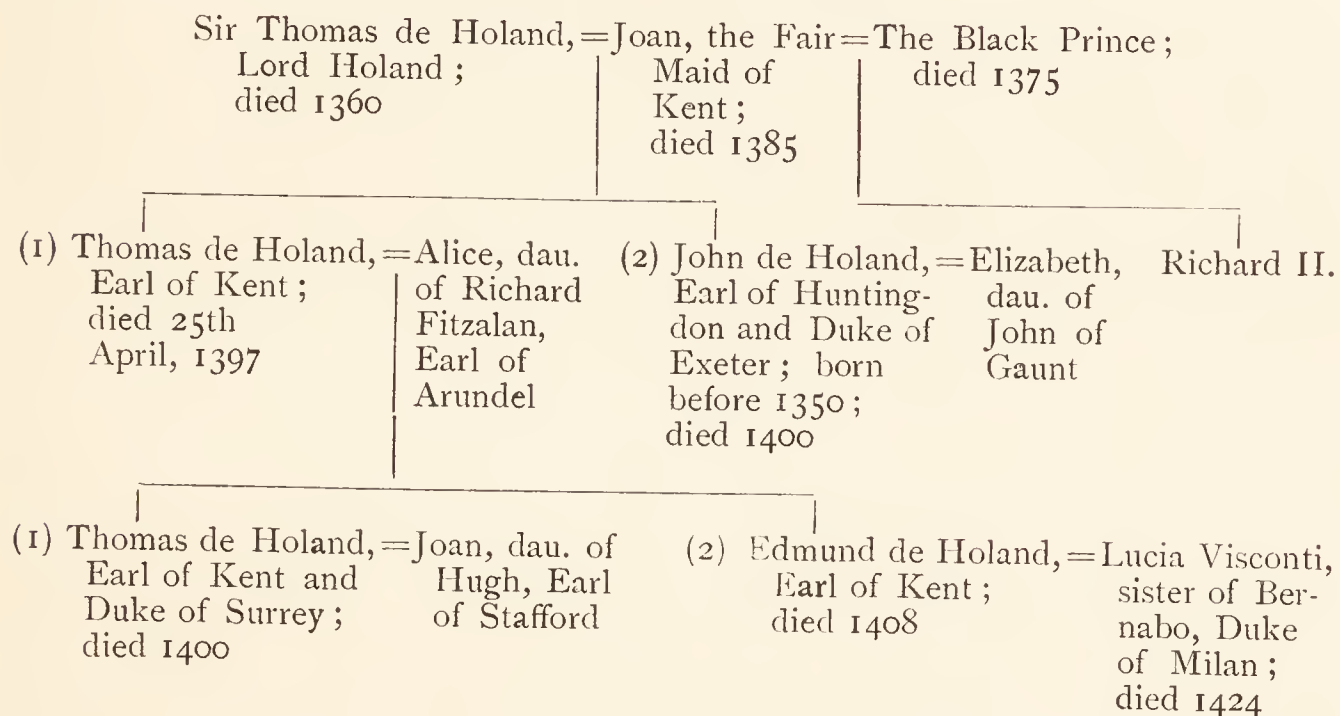 Sir Thomas de Holand,=Joan, the Fair=The Black Prince;
Lord Holand; Maid of died 1375
died 1360 Kent;
died 1385
(1) Thomas de Holand,=Alice, dau. (2) John de Holand,=Elizabeth, Richard II.
Earl of Kent; of Richard Earl of Hunting- dau. of
died 25th Fitzalan, don and Duke of John of
April, 1397 Earl of Exeter; born Gaunt
Arundel before 1350;
died 1400
(1) Thomas de Holand,=Joan, dau. of (2) Edmund de Holand,=Lucia Visconti,
Earl of Kent and Hugh, Earl Earl of Kent; sister of Ber-
Duke of Surrey; of Stafford died 1408 nabo, Duke
died 1400 of Milan;
died 1424